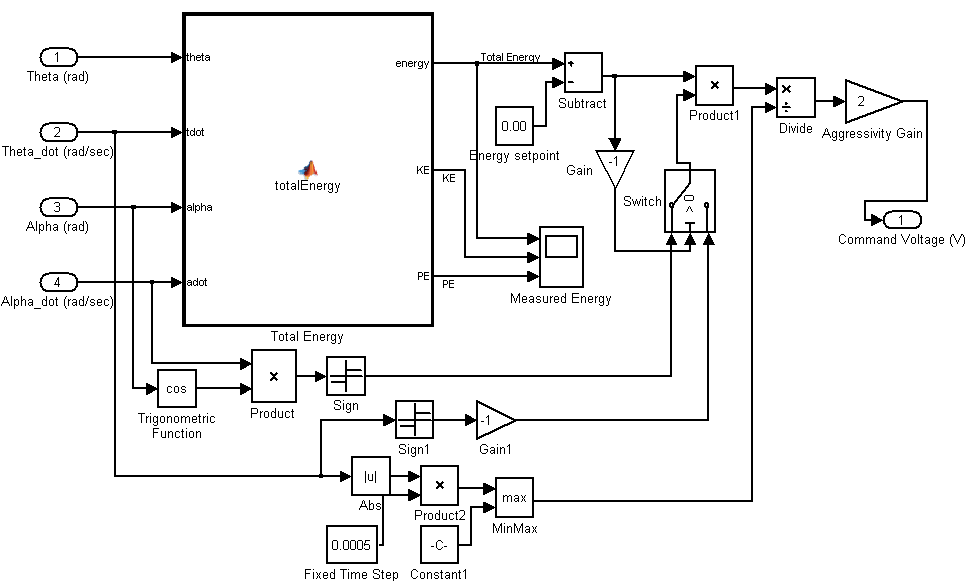 1
Theta (rad)
2
Theta_dot (rad/sec)
3
Alpha (rad)
4
Alpha_dot (rad/sec)
theta
tdot
alpha
adot
totalEnergy
energy
KE
PE
Total Energy
Total Energy
KE
PE
0.00
Energy setpoint
+
-
Subtract
-1
Gain
Switch
0
>
Measured Energy
×
Product1
×
÷
Divide
2
Aggressivity Gain
1
Command Voltage (V)
cos
Trigonometric
Function
×
Product
Sign
Sign1
-1
Gain1
|u|
Abs
×
Product2
0.0005
Fixed Time Step
-C-
Constant1
max
MinMax